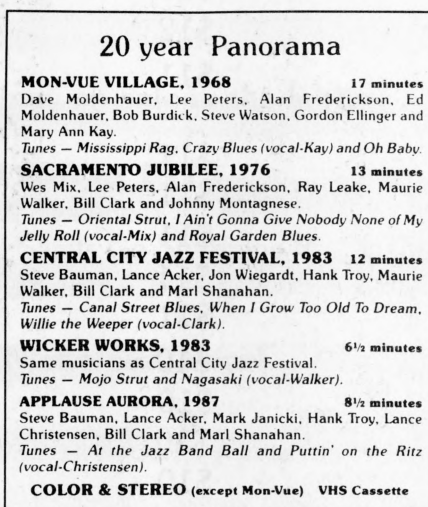 20 year Panorama
MON-VUE VILLAGE, 1968 17 minutes
Dave Moldenhauer, Lee Peters, Alan Frederickson, Ed
Moldenhauer, Bob Burdick, Steve Watson, Gordon Ellinger and
Mary Ann Kay.
Tunes — Mississippi Rag, Crazy Blues (vocal-Kay) and Oh Baby.
SACRAMENTO JUBILEE, 1976 13 minutes
Wes Mix, Lee Peters, Alan Frederickson, Ray Leake, Maurie
Walker, Bill Clark and Johnny Montagnese.
Tunes — Oriental Strut, I Ain't Gonna Give Nobody None of My
Jelly Roll (vocal-Mix) and Royal Garden Blues.
CENTRAL CITY JAZZ FESTIVAL, 1983 12 minutes
Steve Bauman, Lance Acker, Jon Wiegardt, Hank Troy, Maurie
Walker, Bill Clark and Marl Shanahan.
Tunes — Canal Street Blues, When I Grow Too Old To Dream,
Willie the Weeper (vocal-Clark).
WICKER WORKS, 1983 6½ minutes
Same musicians as Central City Jazz Festival.
Tunes — Mojo Strut and Nagasaki (vocal-Walker).
APPLAUSE AURORA, 1987 8½ minutes
Steve Bauman, Lance Acker, Mark Janicki, Hank Troy, Lance
Christensen, Bill Clark and Marl Shanahan.
Tunes — At the Jazz Band Ball and Puttin' on the Ritz
(vocal-Christensen).
COLOR & STEREO (except Mon-Vue) VHS Cassette